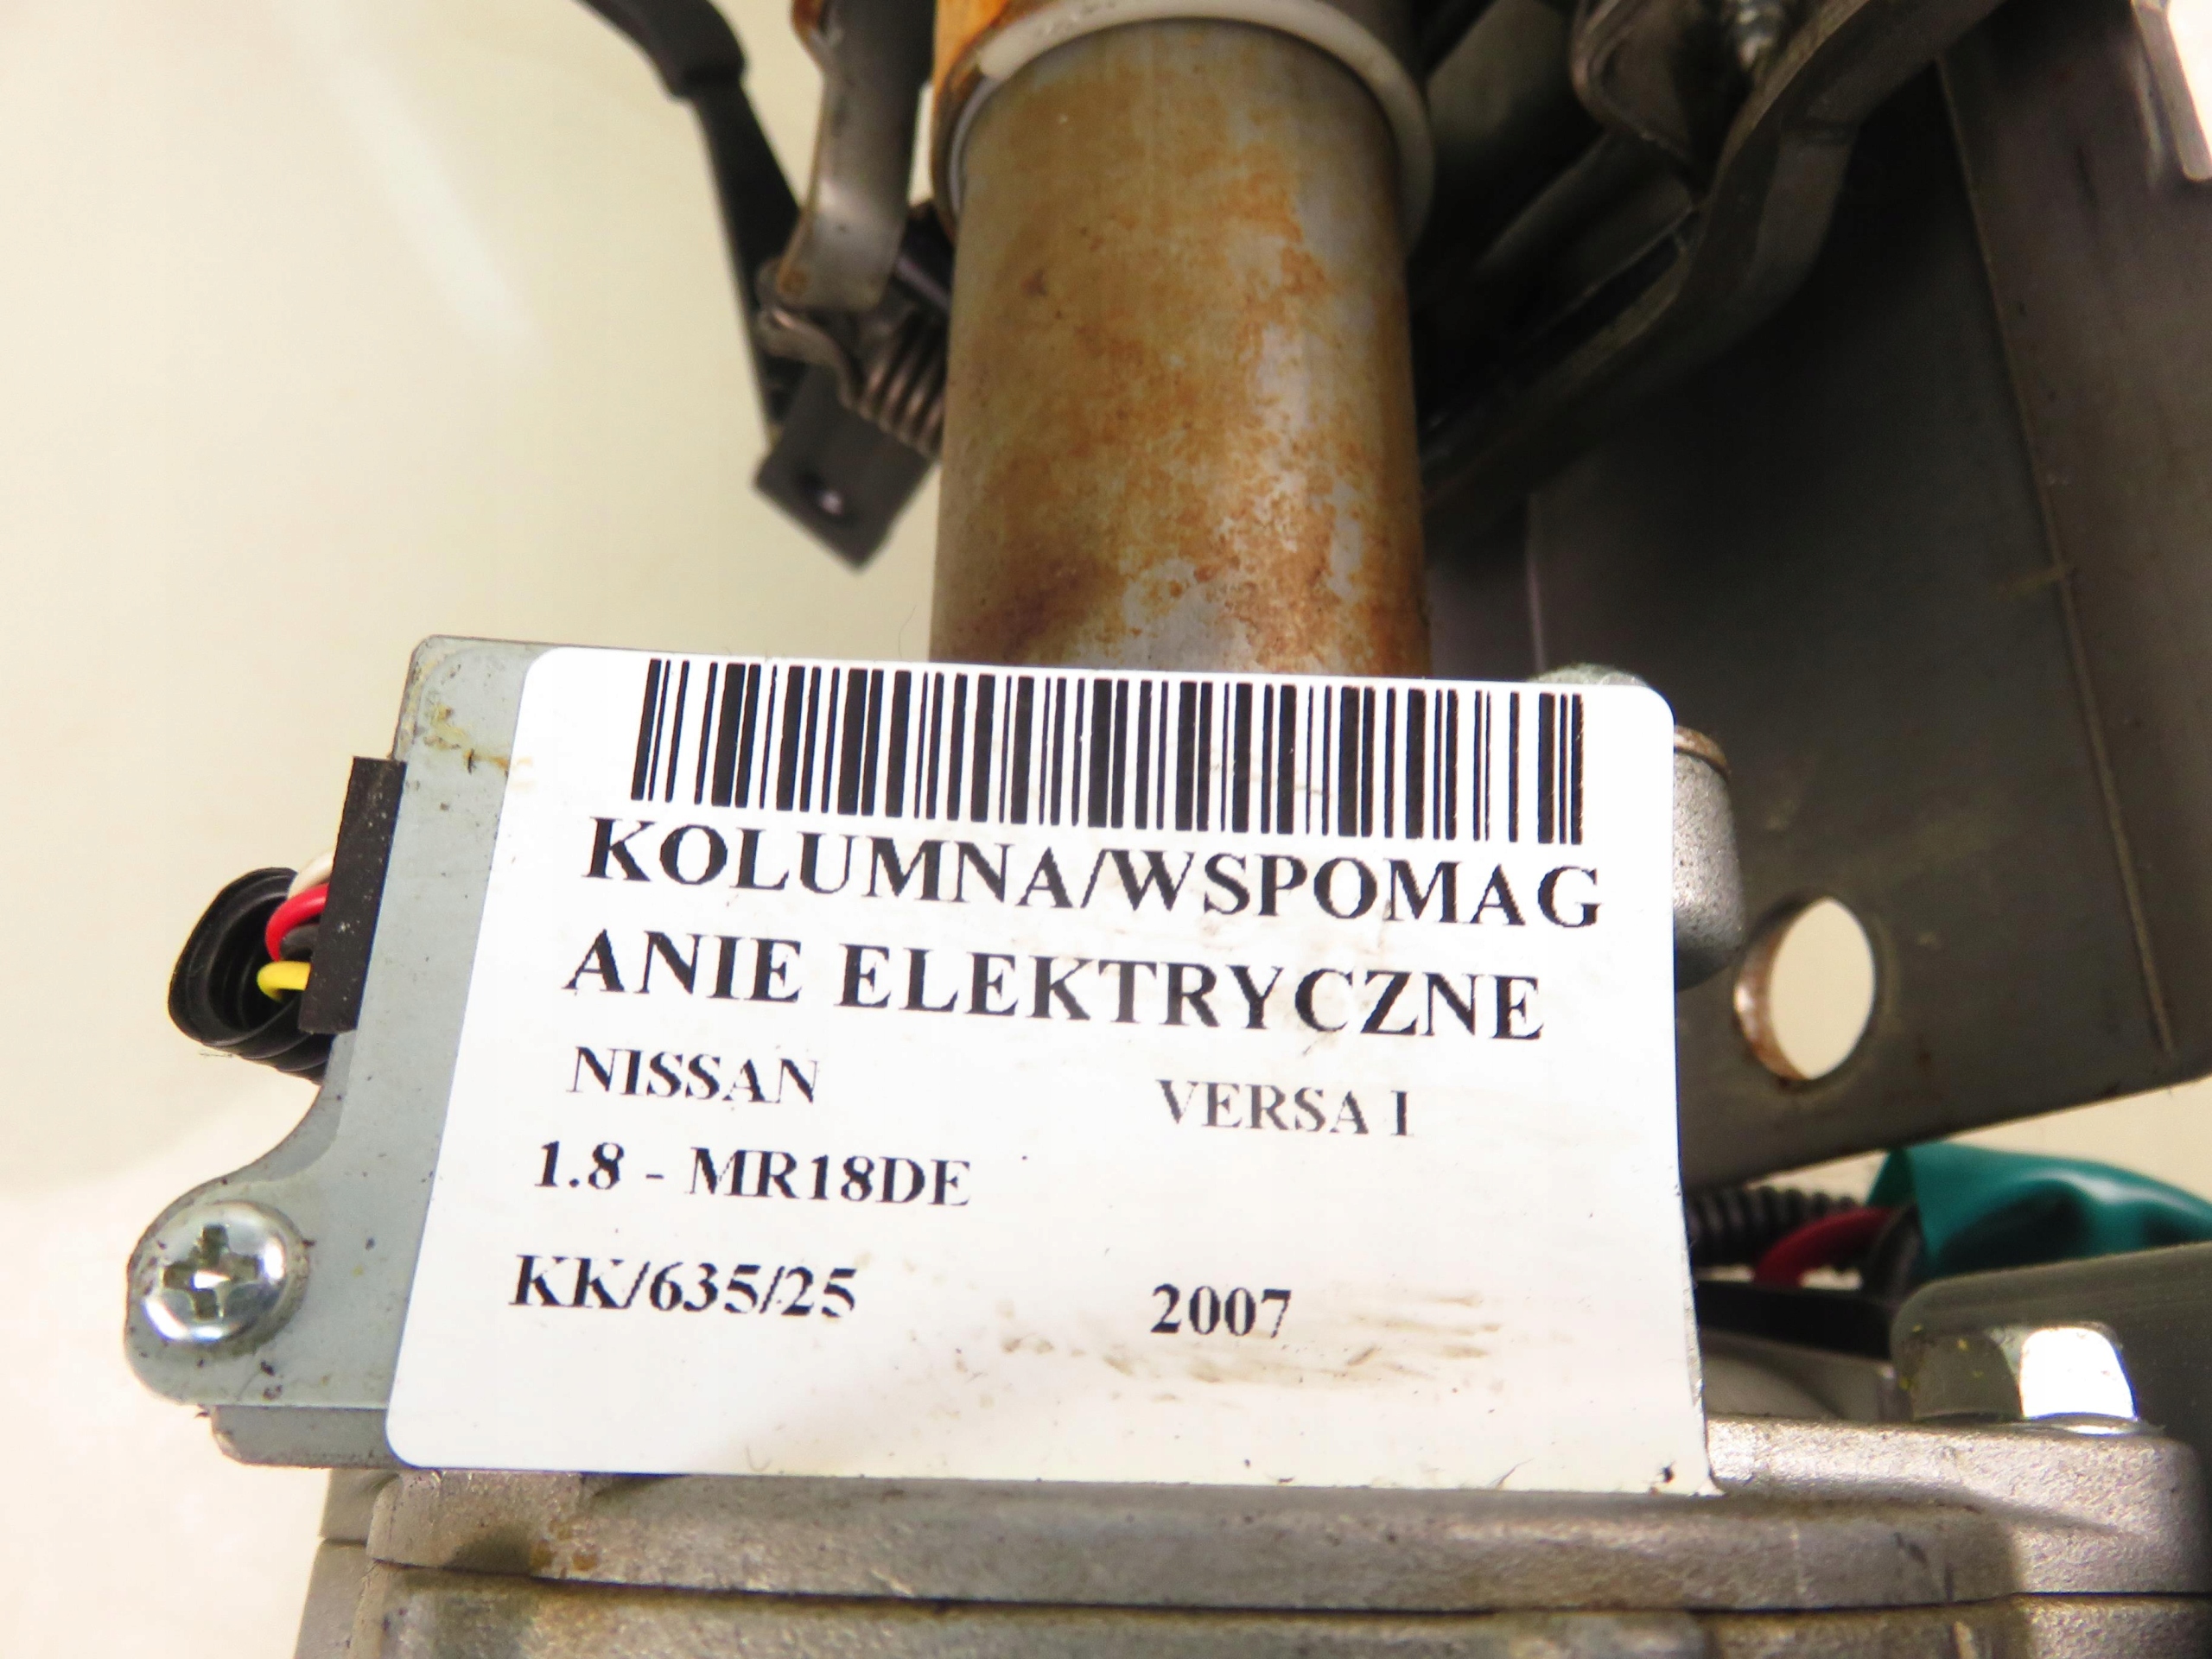 KOLUMNA/WSPOMAG
ANIE ELEKTRYCZNE
NISSAN VERSA I
1.8 - MR18DE
KK/635/25 2007